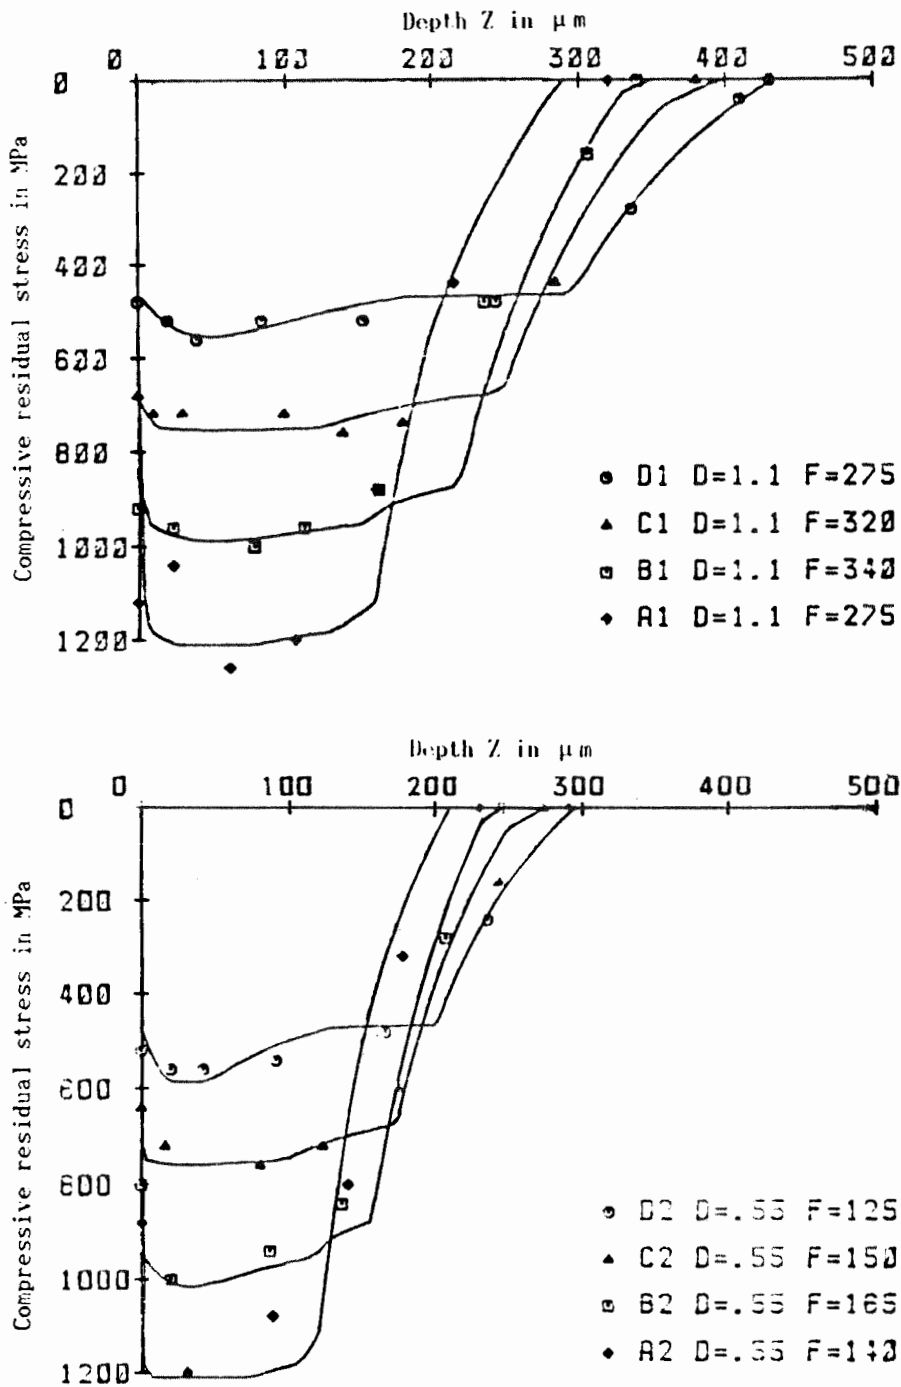 Depth Z in μm
0 100 200 300 400 500
0
200
400
600
800
1000
1200
Compressive residual stress in MPa
D1 D=1.1 F=275
C1 D=1.1 F=320
B1 D=1.1 F=340
A1 D=1.1 F=275
Depth Z in μm
0 100 200 300 400 500
0
200
400
600
800
1000
1200
Compressive residual stress in MPa
D2 D=.55 F=125
C2 D=.55 F=150
B2 D=.55 F=165
A2 D=.55 F=140